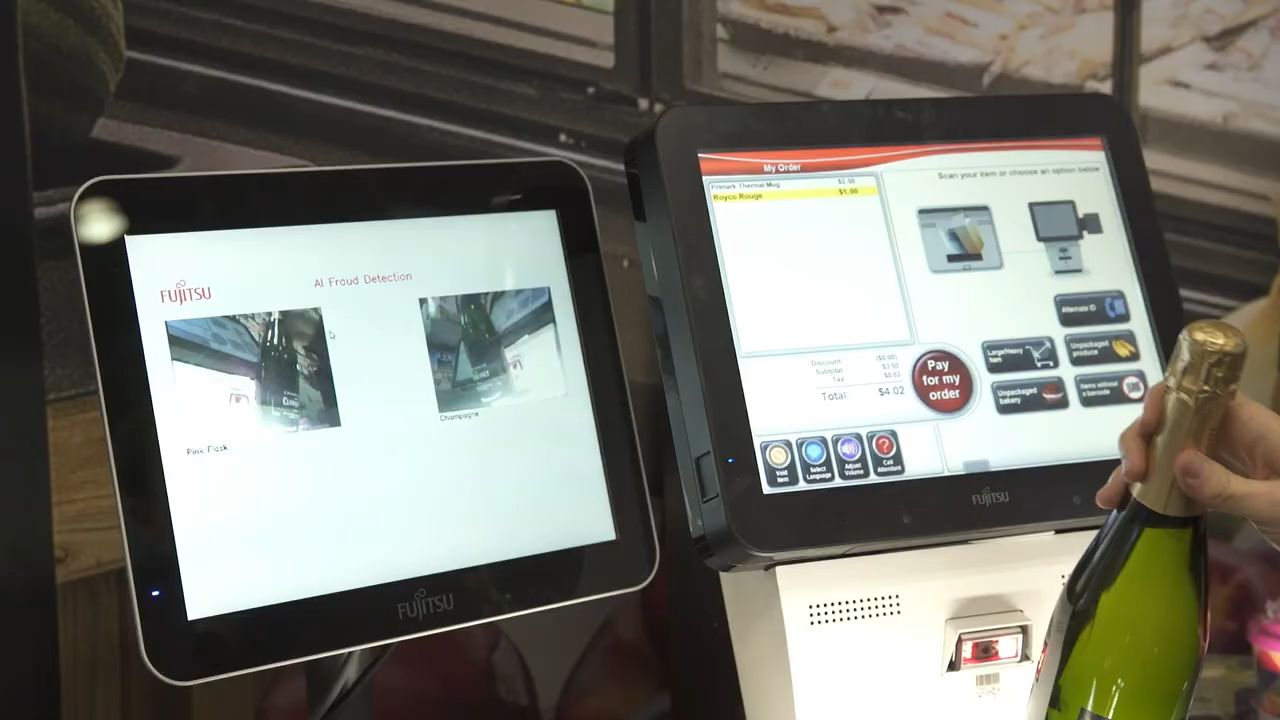 AI Fraud Detection
FUJITSU
Champagne
Pink Flask
FUJITSU
My Order
Scan your item or choose an option below
Primark Thermal Mug $2.50
Royco Rouge $1.00
Alternate ID
Large/Heavy Item
Unpackaged produce
Unpackaged bakery
Items without a barcode
Discount ($0.00)
Subtotal $3.50
Tax $0.52
Total: $4.02
Pay for my order
Void Item
Select Language
Adjust Volume
Call Attendant
FUJITSU